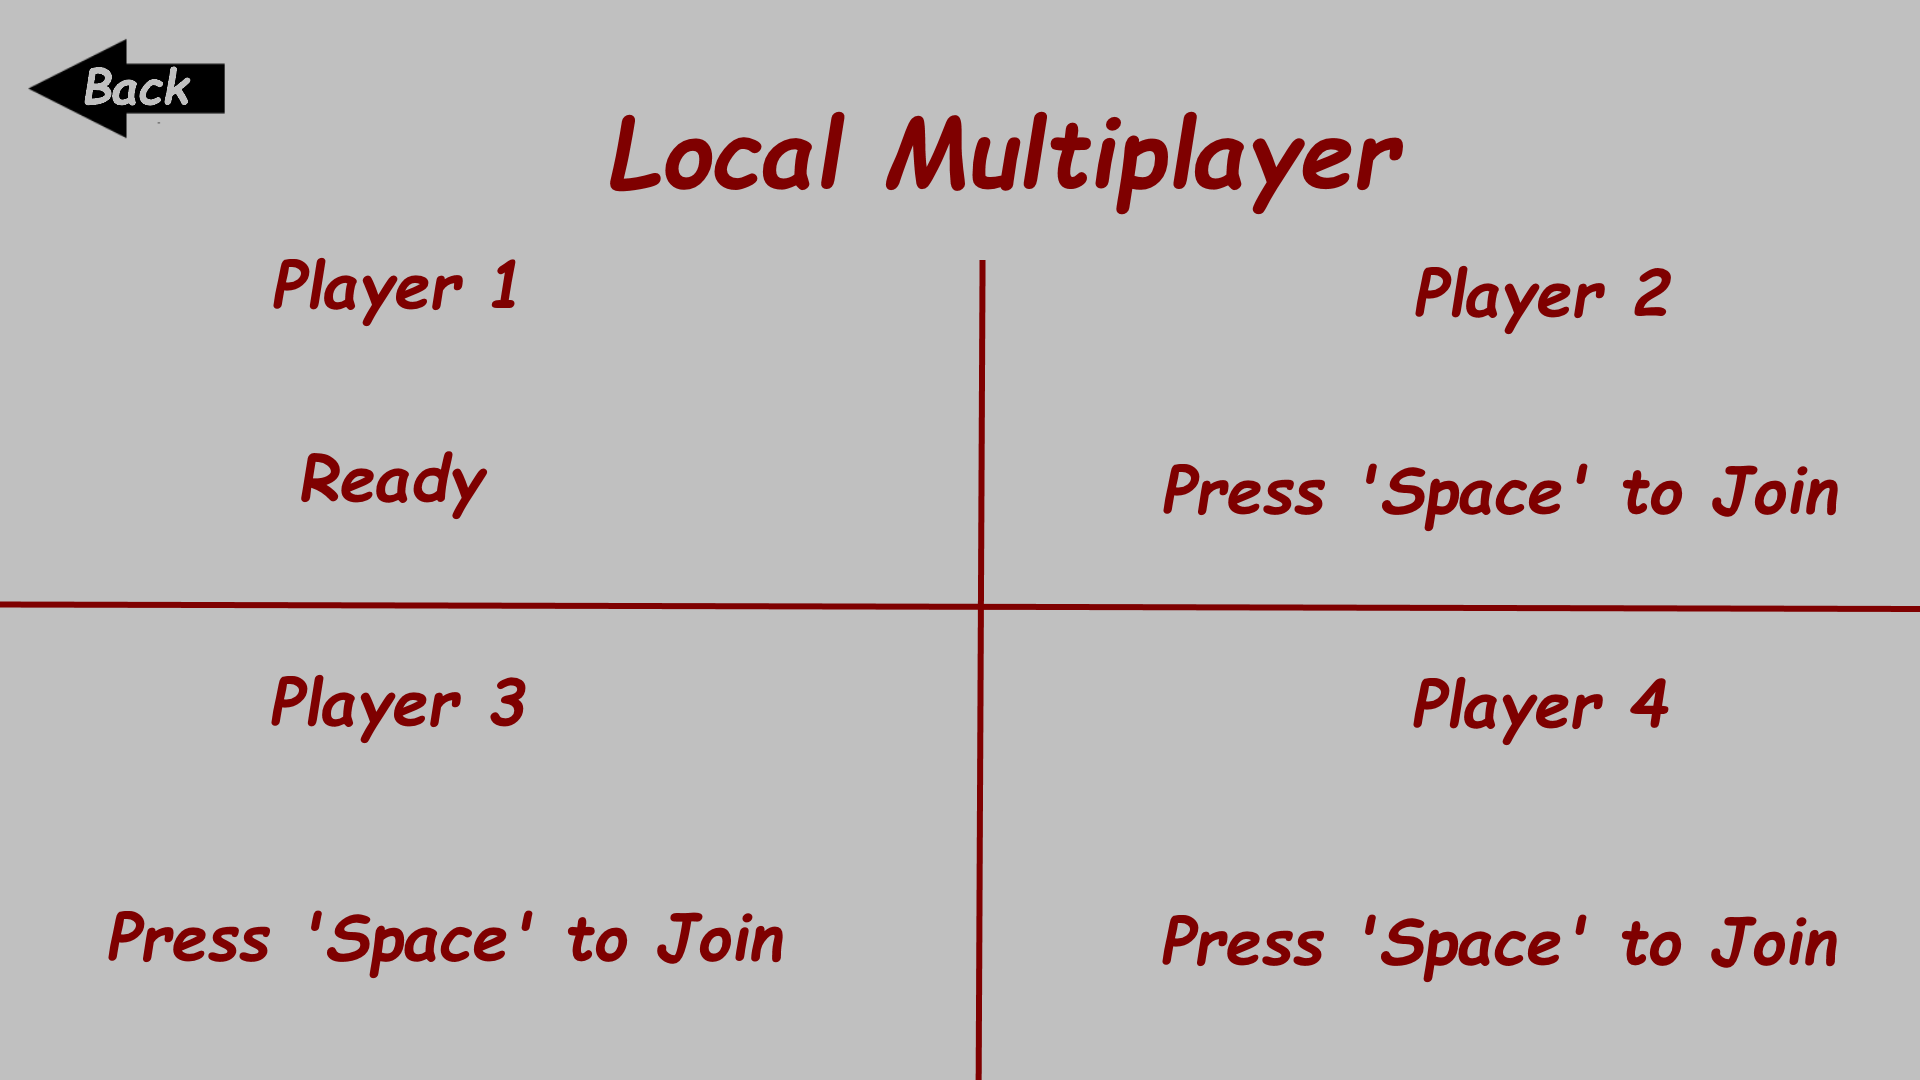 Back
Local Multiplayer
Player 1
Ready
Player 2
Press 'Space' to Join
Player 3
Press 'Space' to Join
Player 4
Press 'Space' to Join